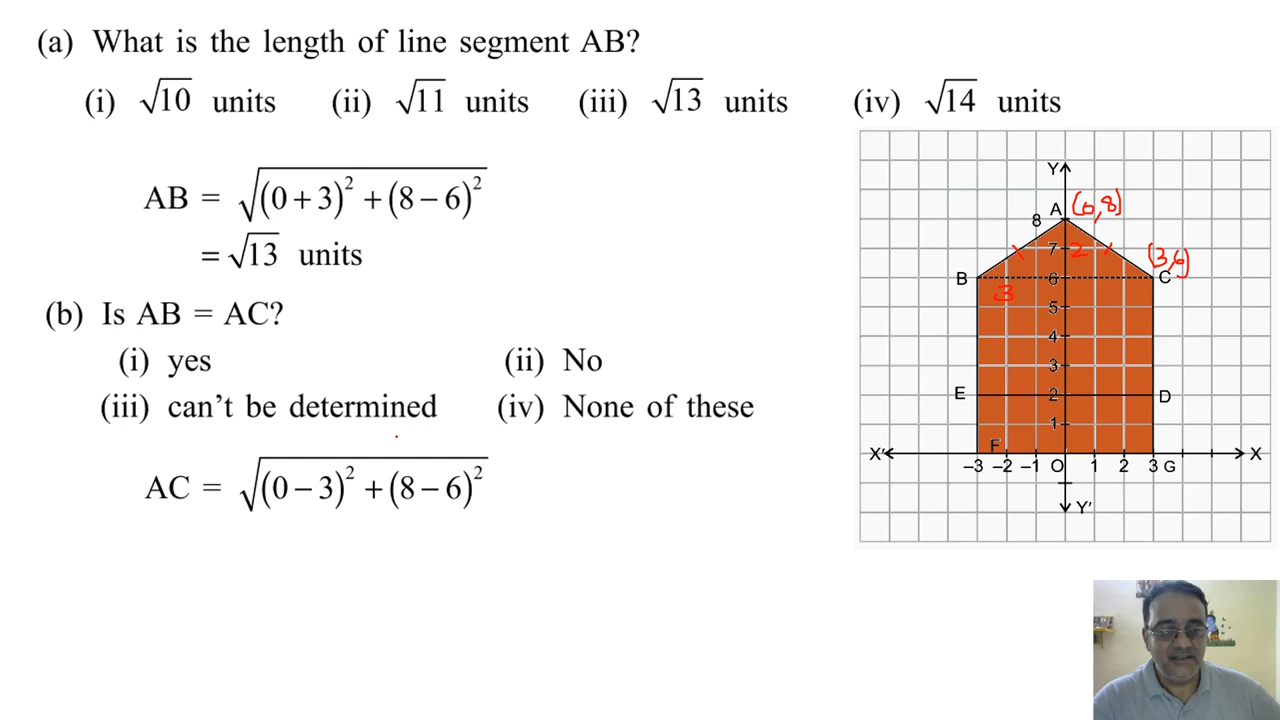 (a) What is the length of line segment AB?
(i) √10 units (ii) √11 units (iii) √13 units (iv) √14 units
AB = √(0 + 3)² + (8 – 6)²
= √13 units
(b) Is AB = AC?
(i) yes (ii) No
(iii) can't be determined (iv) None of these
AC = √(0 – 3)² + (8 – 6)²
Y
A (0,8)
8
7 2
(3,6)
B 6 C
3
5
4
3
E 2 D
1
F
X' X
–3 –2 –1 O 1 2 3 G
Y'